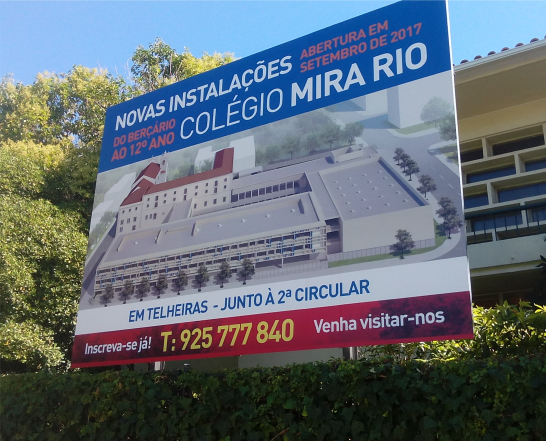 NOVAS INSTALAÇÕES
ABERTURA EM
SETEMBRO DE 2017
DO BERÇÁRIO
AO 12º ANO
COLÉGIO MIRA RIO
EM TELHEIRAS - JUNTO À 2ª CIRCULAR
Inscreva-se já! T: 925 777 840 Venha visitar-nos